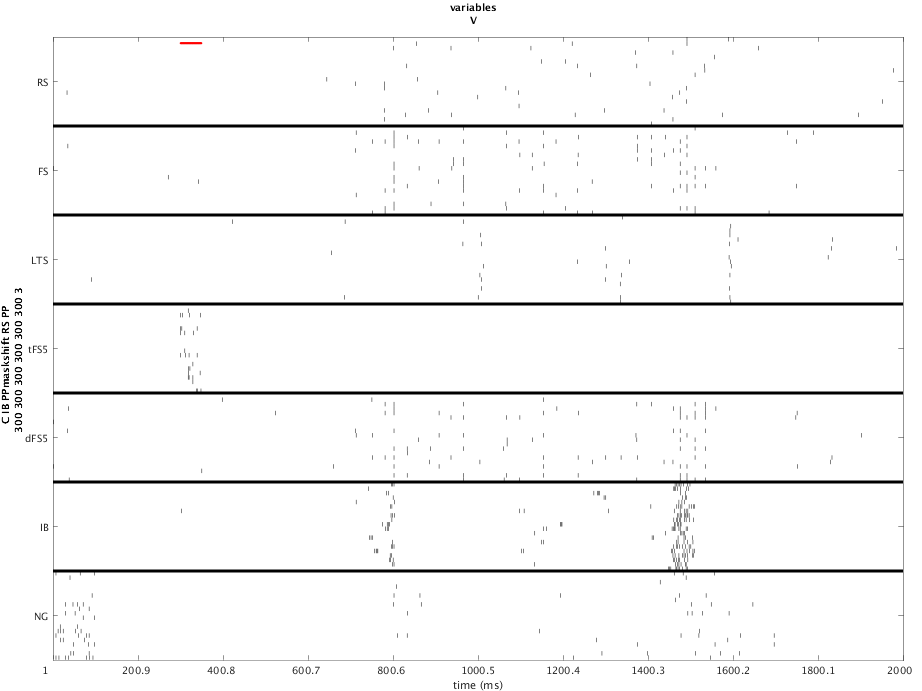 variables
V
RS
FS
LTS
tFS5
dFS5
IB
NG
C IB PPmaskshift RS PP
300 300 300 300 300 300 3
1 200.9 400.8 600.7 800.6 1000.5 1200.4 1400.3 1600.2 1800.1 2000
time (ms)